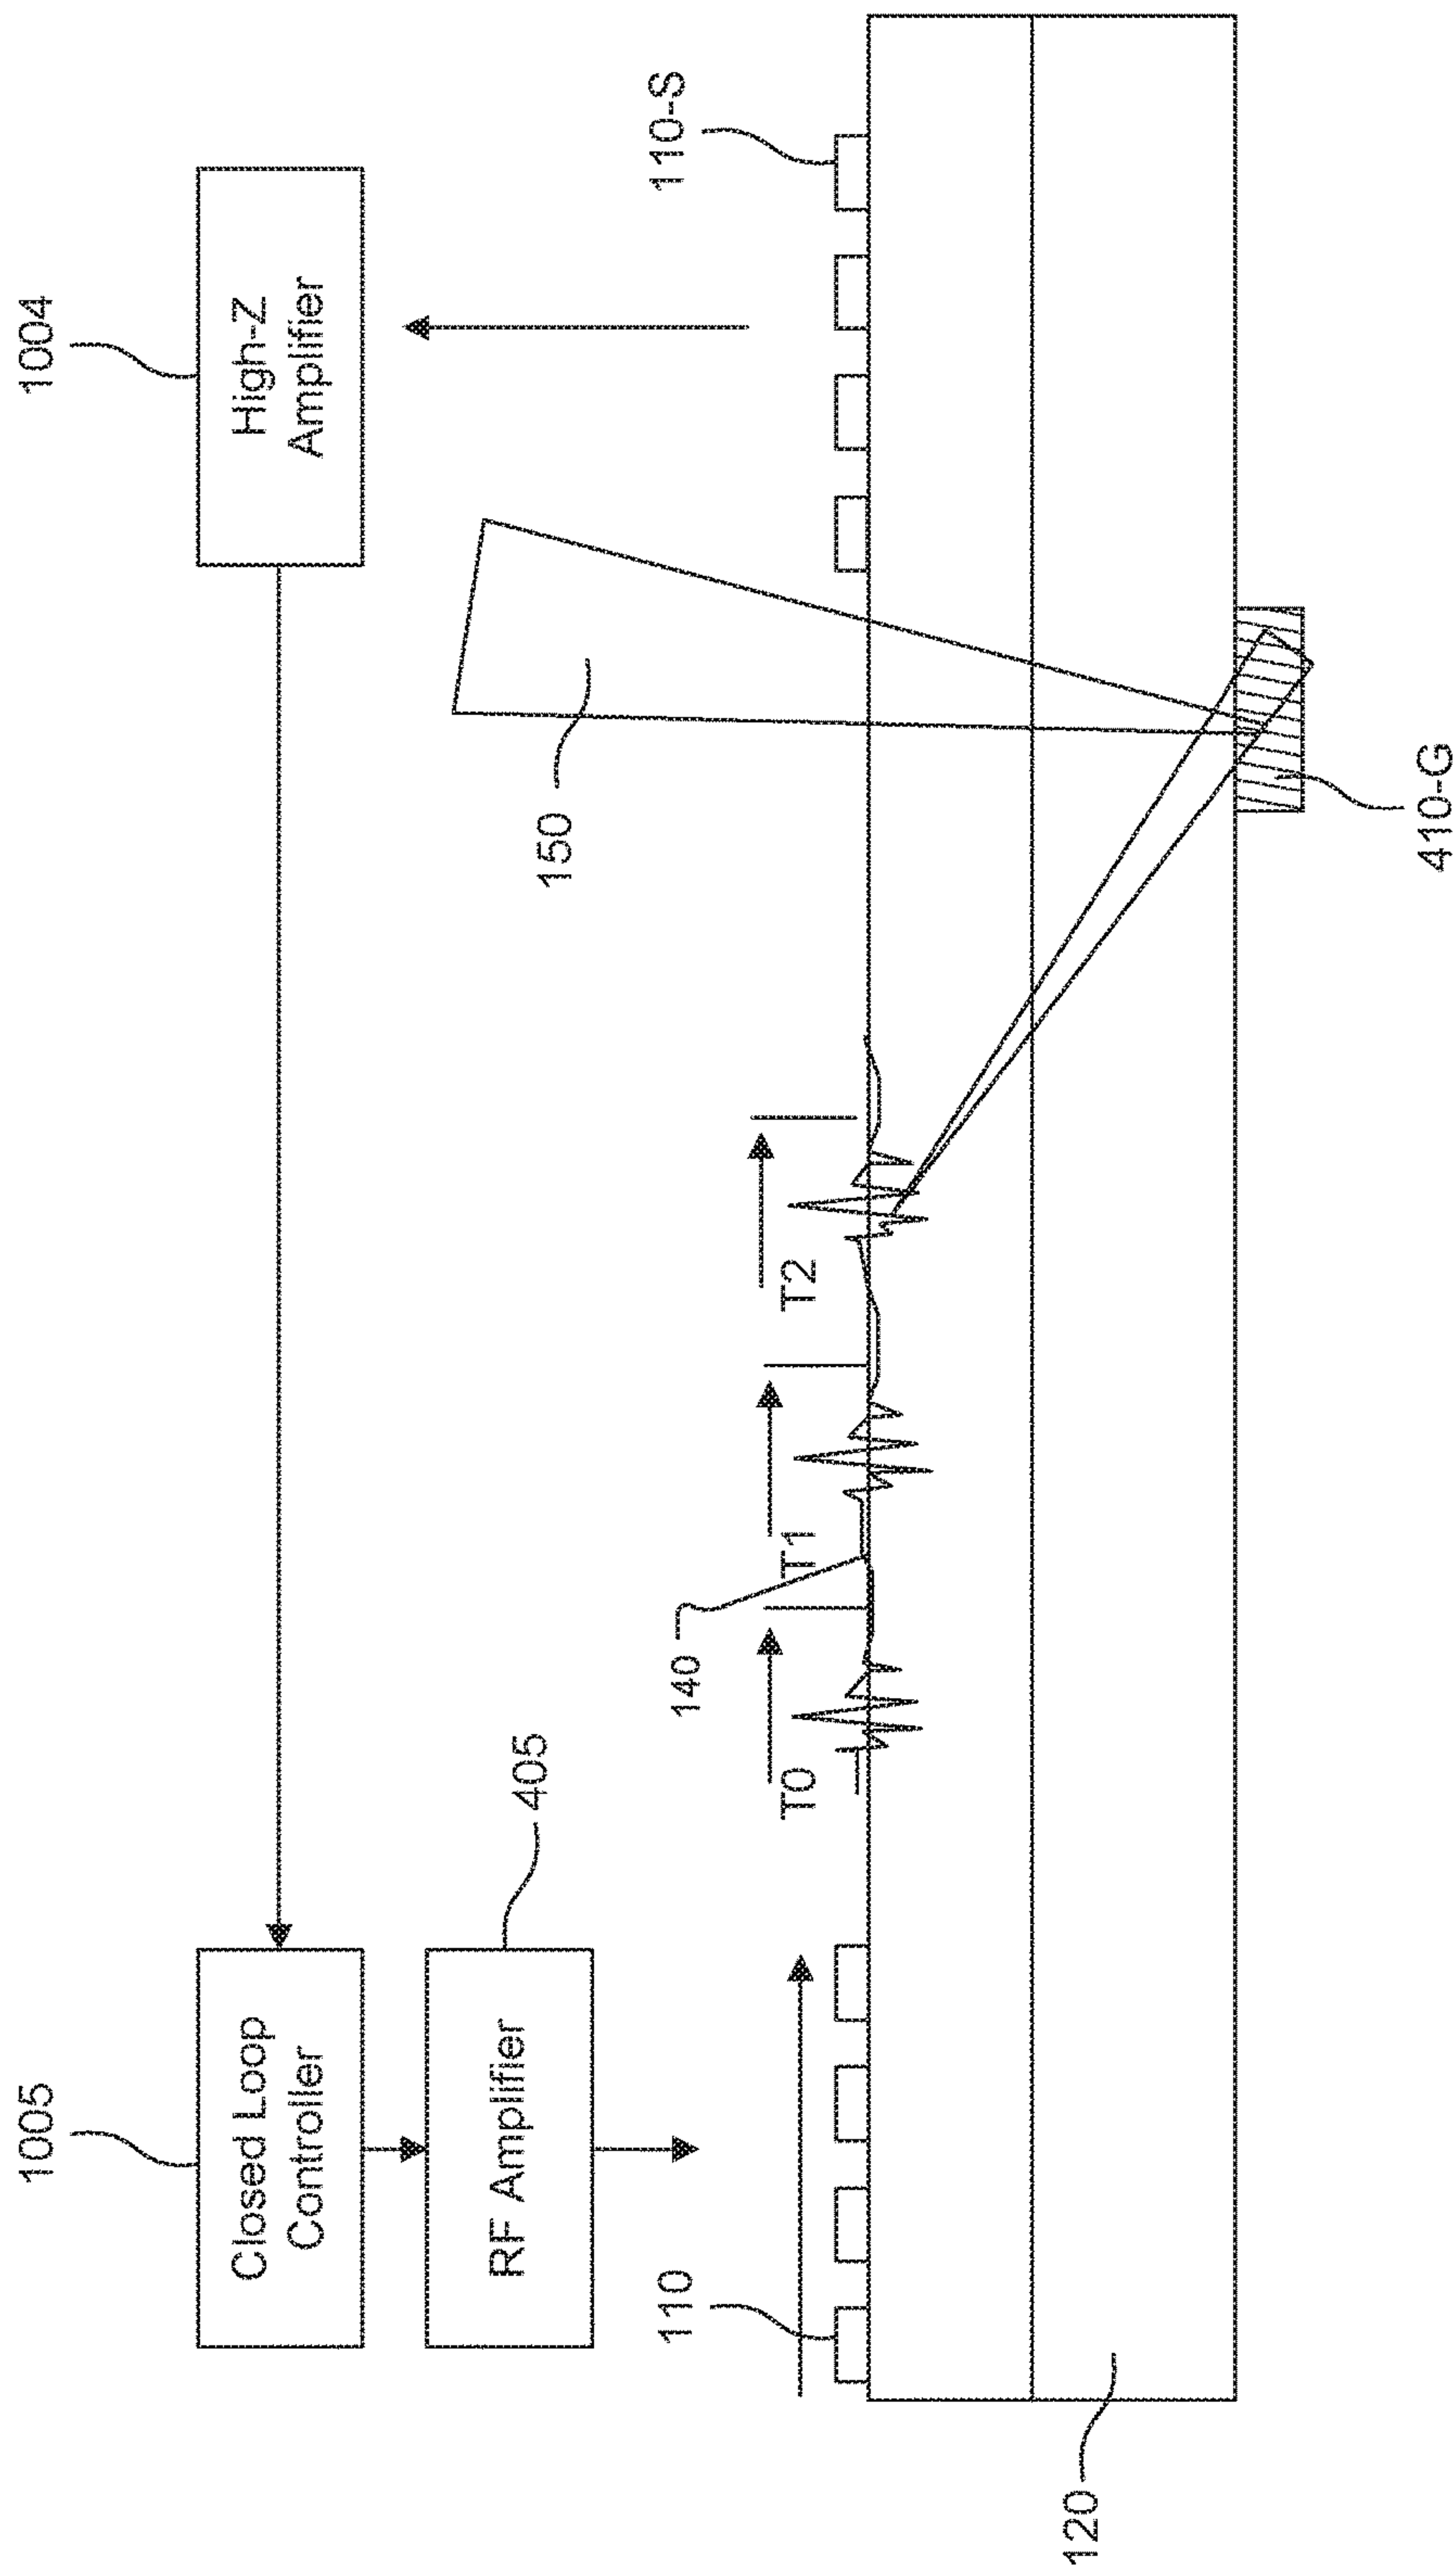 1005
Closed Loop
Controller
RF Amplifier
405
1004
High-Z
Amplifier
110
T0
140
T1
T2
150
110-S
120
410-G